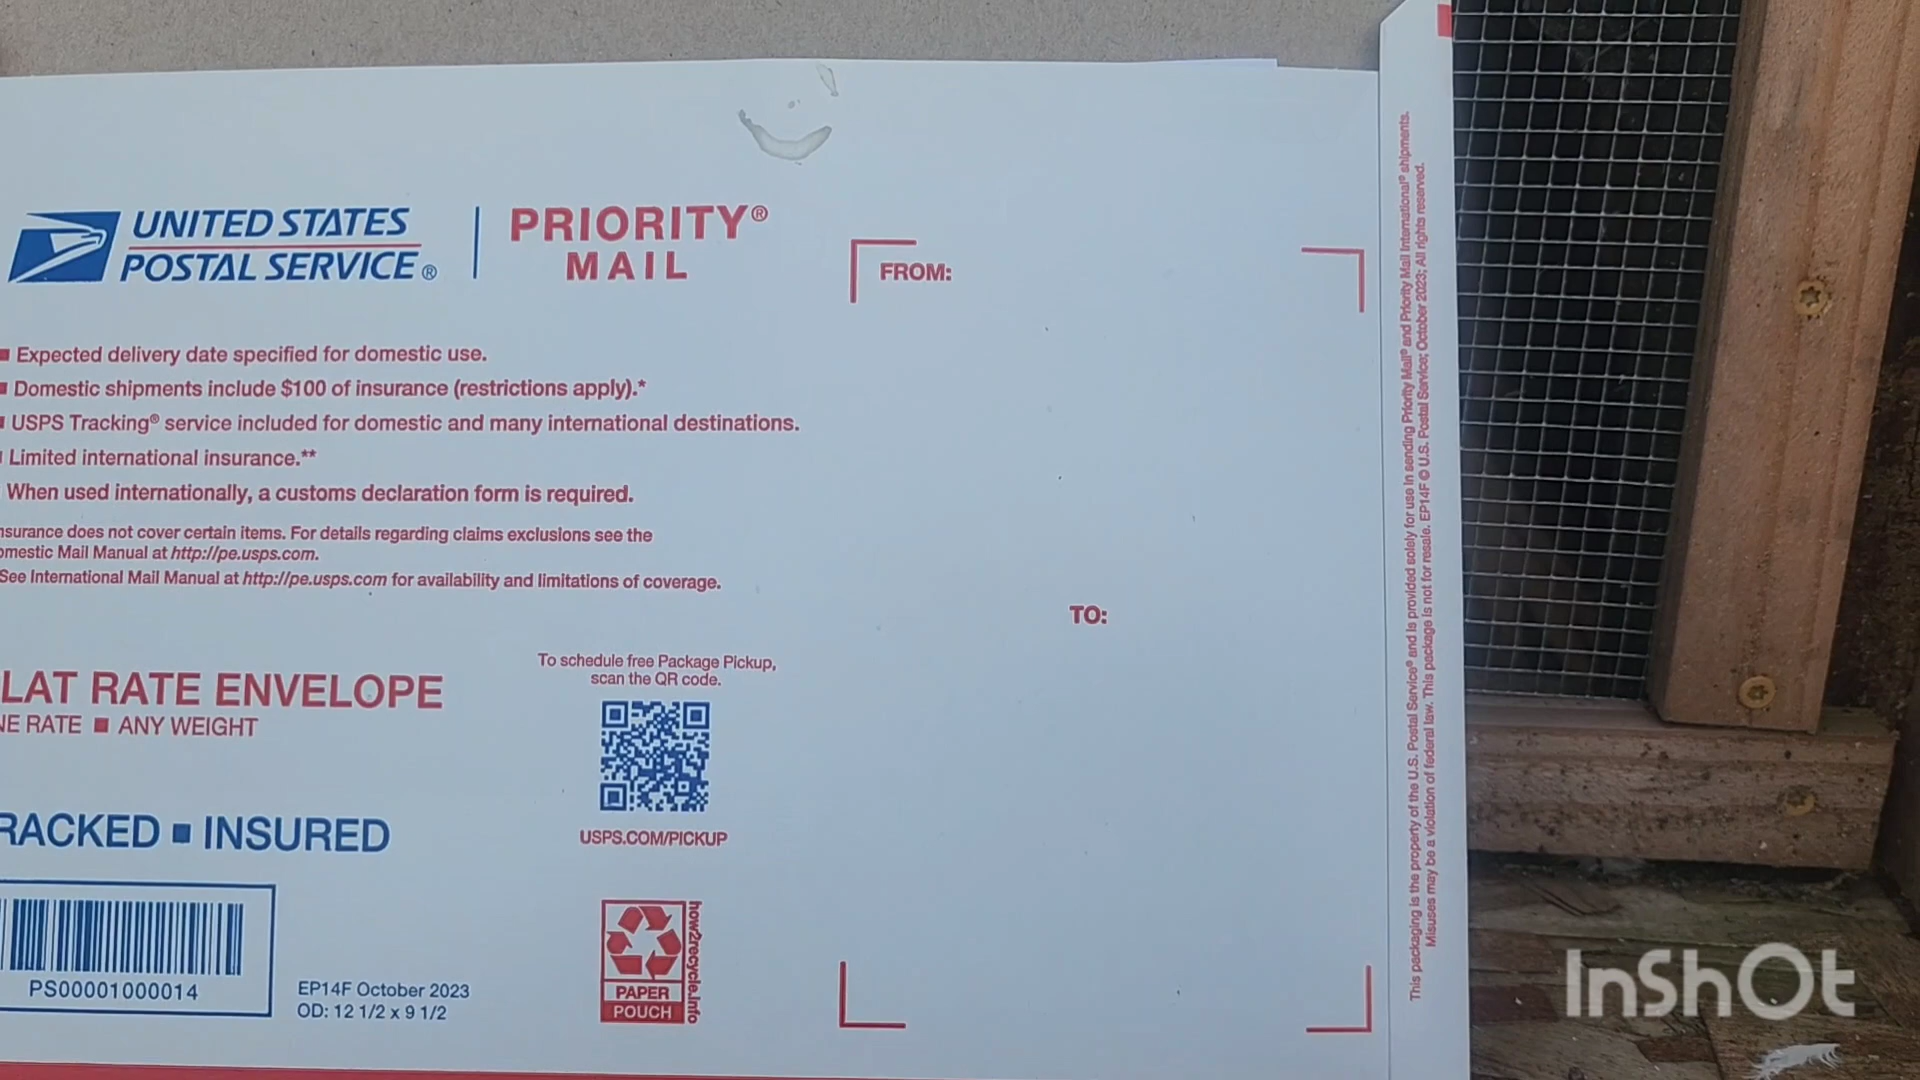 UNITED STATES
POSTAL SERVICE®
PRIORITY®
MAIL
FROM:
Expected delivery date specified for domestic use.
Domestic shipments include $100 of insurance (restrictions apply).*
USPS Tracking® service included for domestic and many international destinations.
Limited international insurance.**
When used internationally, a customs declaration form is required.
nsurance does not cover certain items. For details regarding claims exclusions see the
omestic Mail Manual at http://pe.usps.com.
See International Mail Manual at http://pe.usps.com for availability and limitations of coverage.
TO:
To schedule free Package Pickup,
scan the QR code.
LAT RATE ENVELOPE
NE RATE ■ ANY WEIGHT
USPS.COM/PICKUP
RACKED ■ INSURED
PS00001000014
EP14F October 2023
OD: 12 1/2 x 9 1/2
PAPER
POUCH
how2recycle.info
This packaging is the property of the U.S. Postal Service® and is provided solely for use in sending Priority Mail® and Priority Mail International® shipments.
Misuses may be a violation of federal law. This package is not for resale. EP14F © U.S. Postal Service; October 2023; All rights reserved.
InShOt